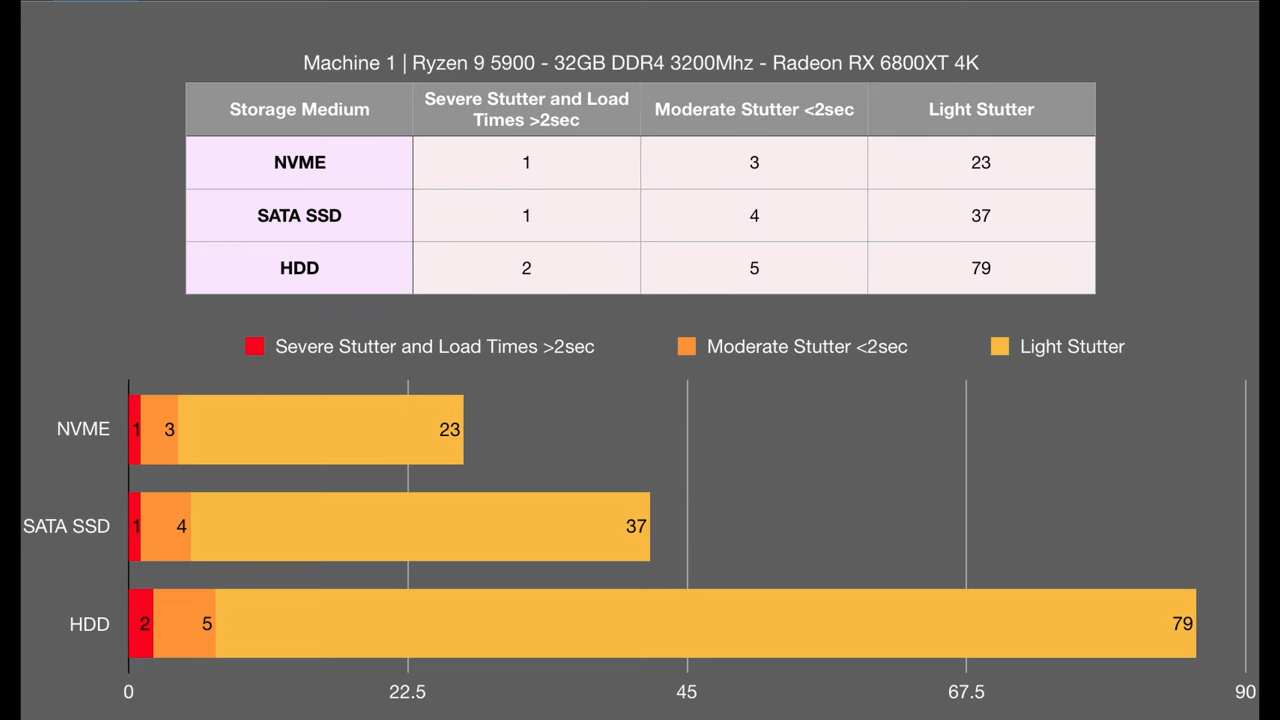 Machine 1 | Ryzen 9 5900 - 32GB DDR4 3200Mhz - Radeon RX 6800XT 4K
Storage Medium
Severe Stutter and Load
Times >2sec
Moderate Stutter <2sec
Light Stutter
NVME 1 3 23
SATA SSD 1 4 37
HDD 2 5 79
Severe Stutter and Load Times >2sec
Moderate Stutter <2sec
Light Stutter
NVME 1 3 23
SATA SSD 1 4 37
HDD 2 5 79
0 22.5 45 67.5 90